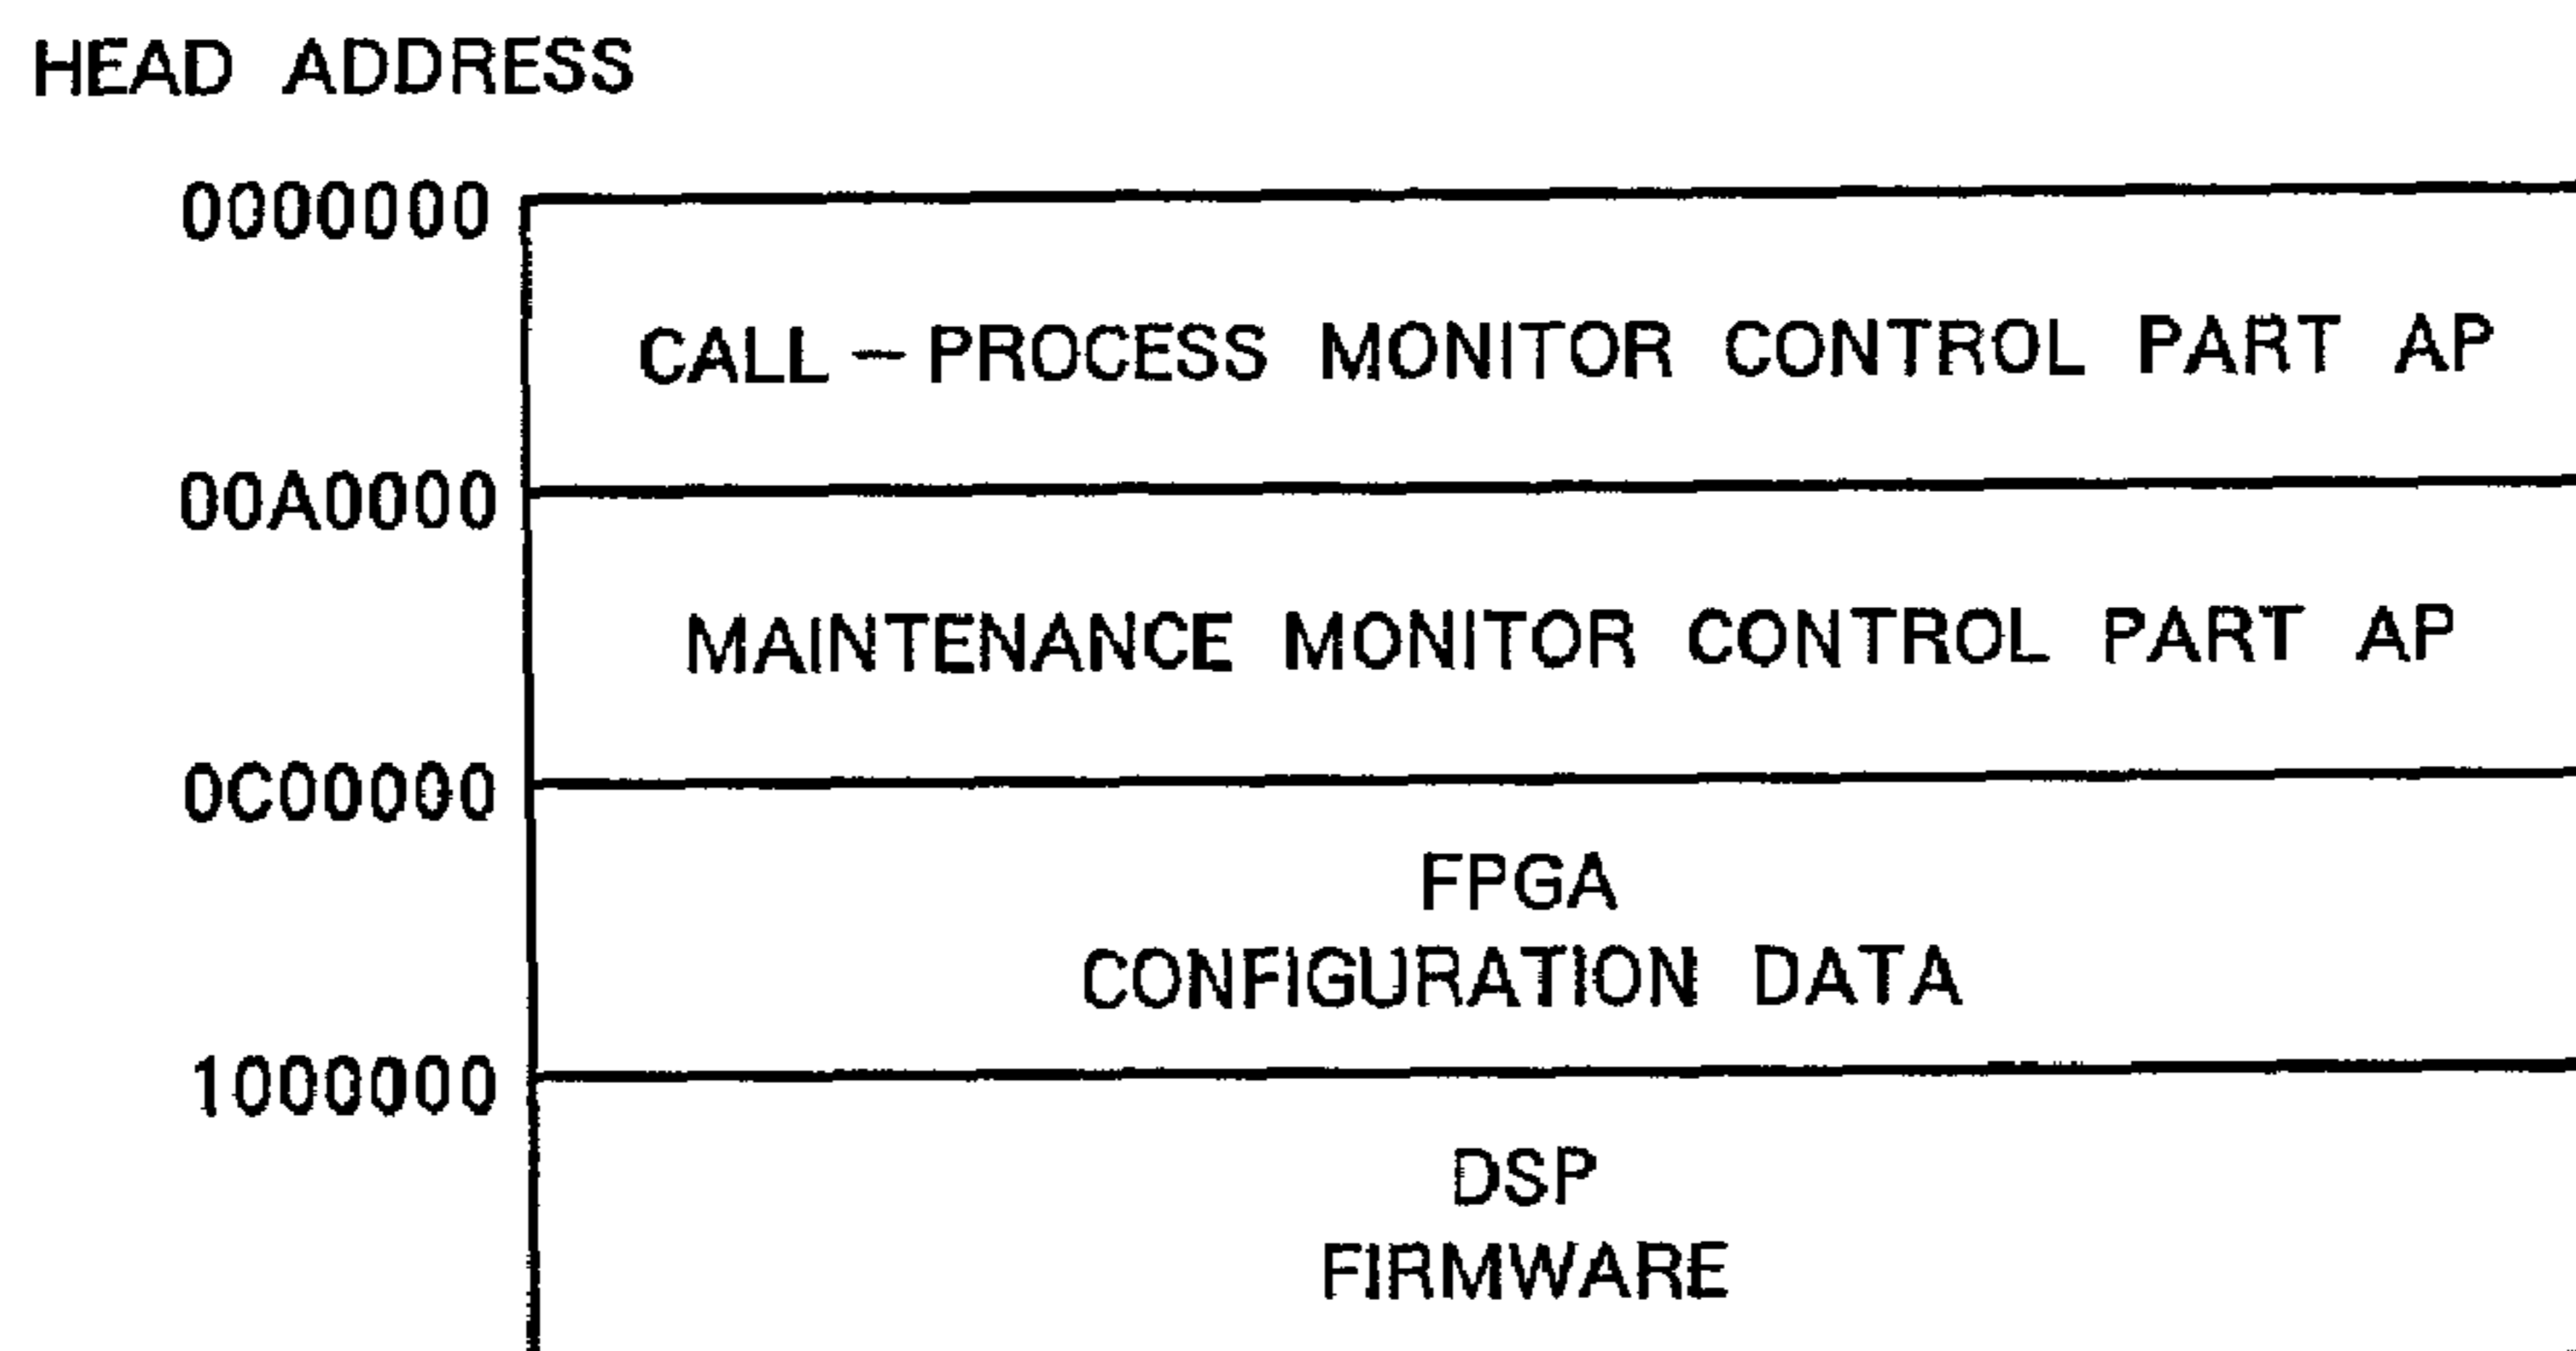 HEAD ADDRESS
0000000
CALL-PROCESS MONITOR CONTROL PART AP
00A0000
MAINTENANCE MONITOR CONTROL PART AP
0C00000
FPGA
CONFIGURATION DATA
1000000
DSP
FIRMWARE